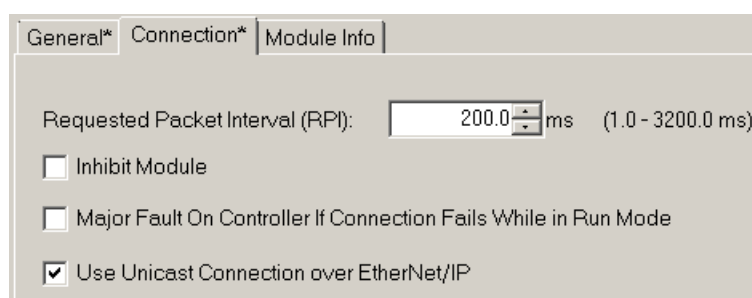 General* Connection* Module Info
Requested Packet Interval (RPI): 200.0 ms (1.0 - 3200.0 ms)
Inhibit Module
Major Fault On Controller If Connection Fails While in Run Mode
Use Unicast Connection over EtherNet/IP